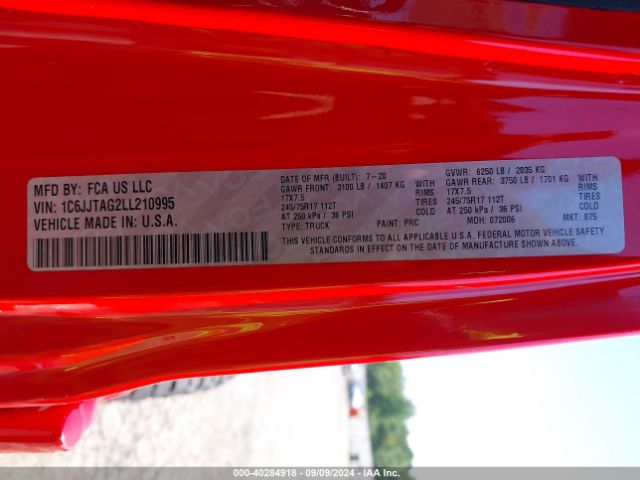 MFD BY: FCA US LLC
VIN: 1C6JJTAG2LL210995
VEHICLE MADE IN: U.S.A.
DATE OF MFR (BUILT): 7-20
GVWR: 6250 LB / 2835 KG
GAWR FRONT: 3100 LB / 1407 KG WITH
GAWR REAR: 3750 LB / 1701 KG WITH
17X7.5 RIMS
17X7.5 RIMS
245/75R17 112T
245/75R17 112T
AT 250 kPa / 36 PSI COLD
AT 250 kPa / 36 PSI COLD
TYPE: TRUCK PAINT: PRC MDH: 072006 MKT: 875
THIS VEHICLE CONFORMS TO ALL APPLICABLE U.S.A. FEDERAL MOTOR VEHICLE SAFETY
STANDARDS IN EFFECT ON THE DATE OF MANUFACTURE SHOWN ABOVE.
000-40284918 - 09/09/2024 - IAA Inc.